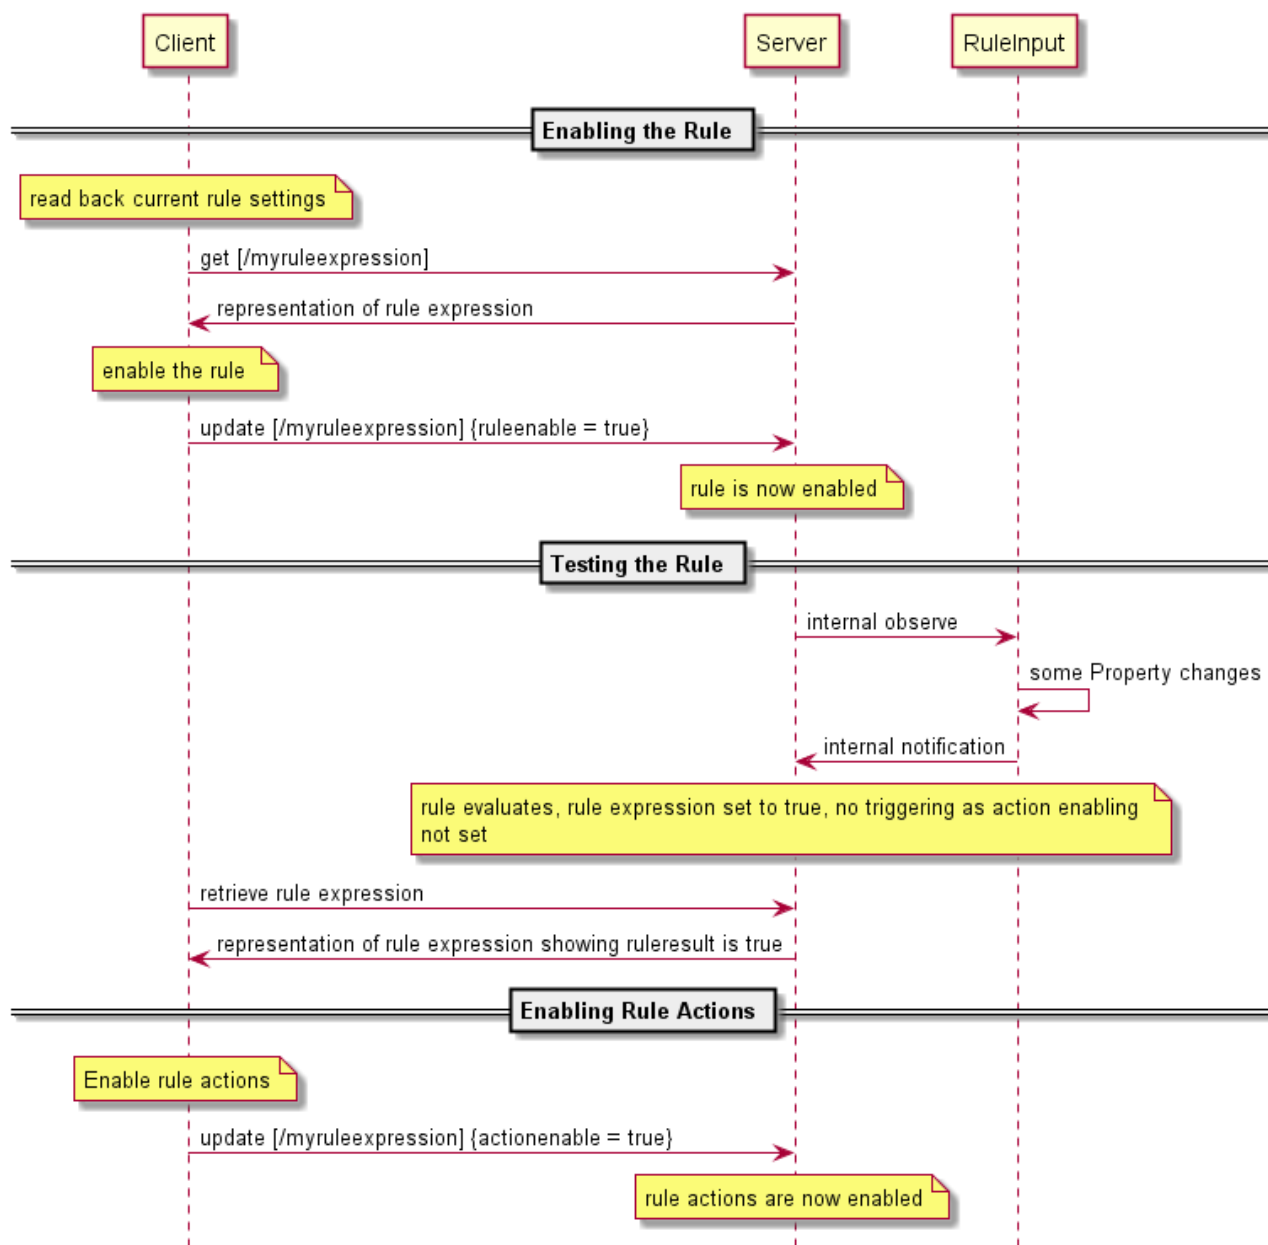 Client
Server
RuleInput
Enabling the Rule
read back current rule settings
get [/myruleexpression]
representation of rule expression
enable the rule
update [/myruleexpression] {ruleenable = true}
rule is now enabled
Testing the Rule
internal observe
some Property changes
internal notification
rule evaluates, rule expression set to true, no triggering as action enabling
not set
retrieve rule expression
representation of rule expression showing ruleresult is true
Enabling Rule Actions
Enable rule actions
update [/myruleexpression] {actionenable = true}
rule actions are now enabled